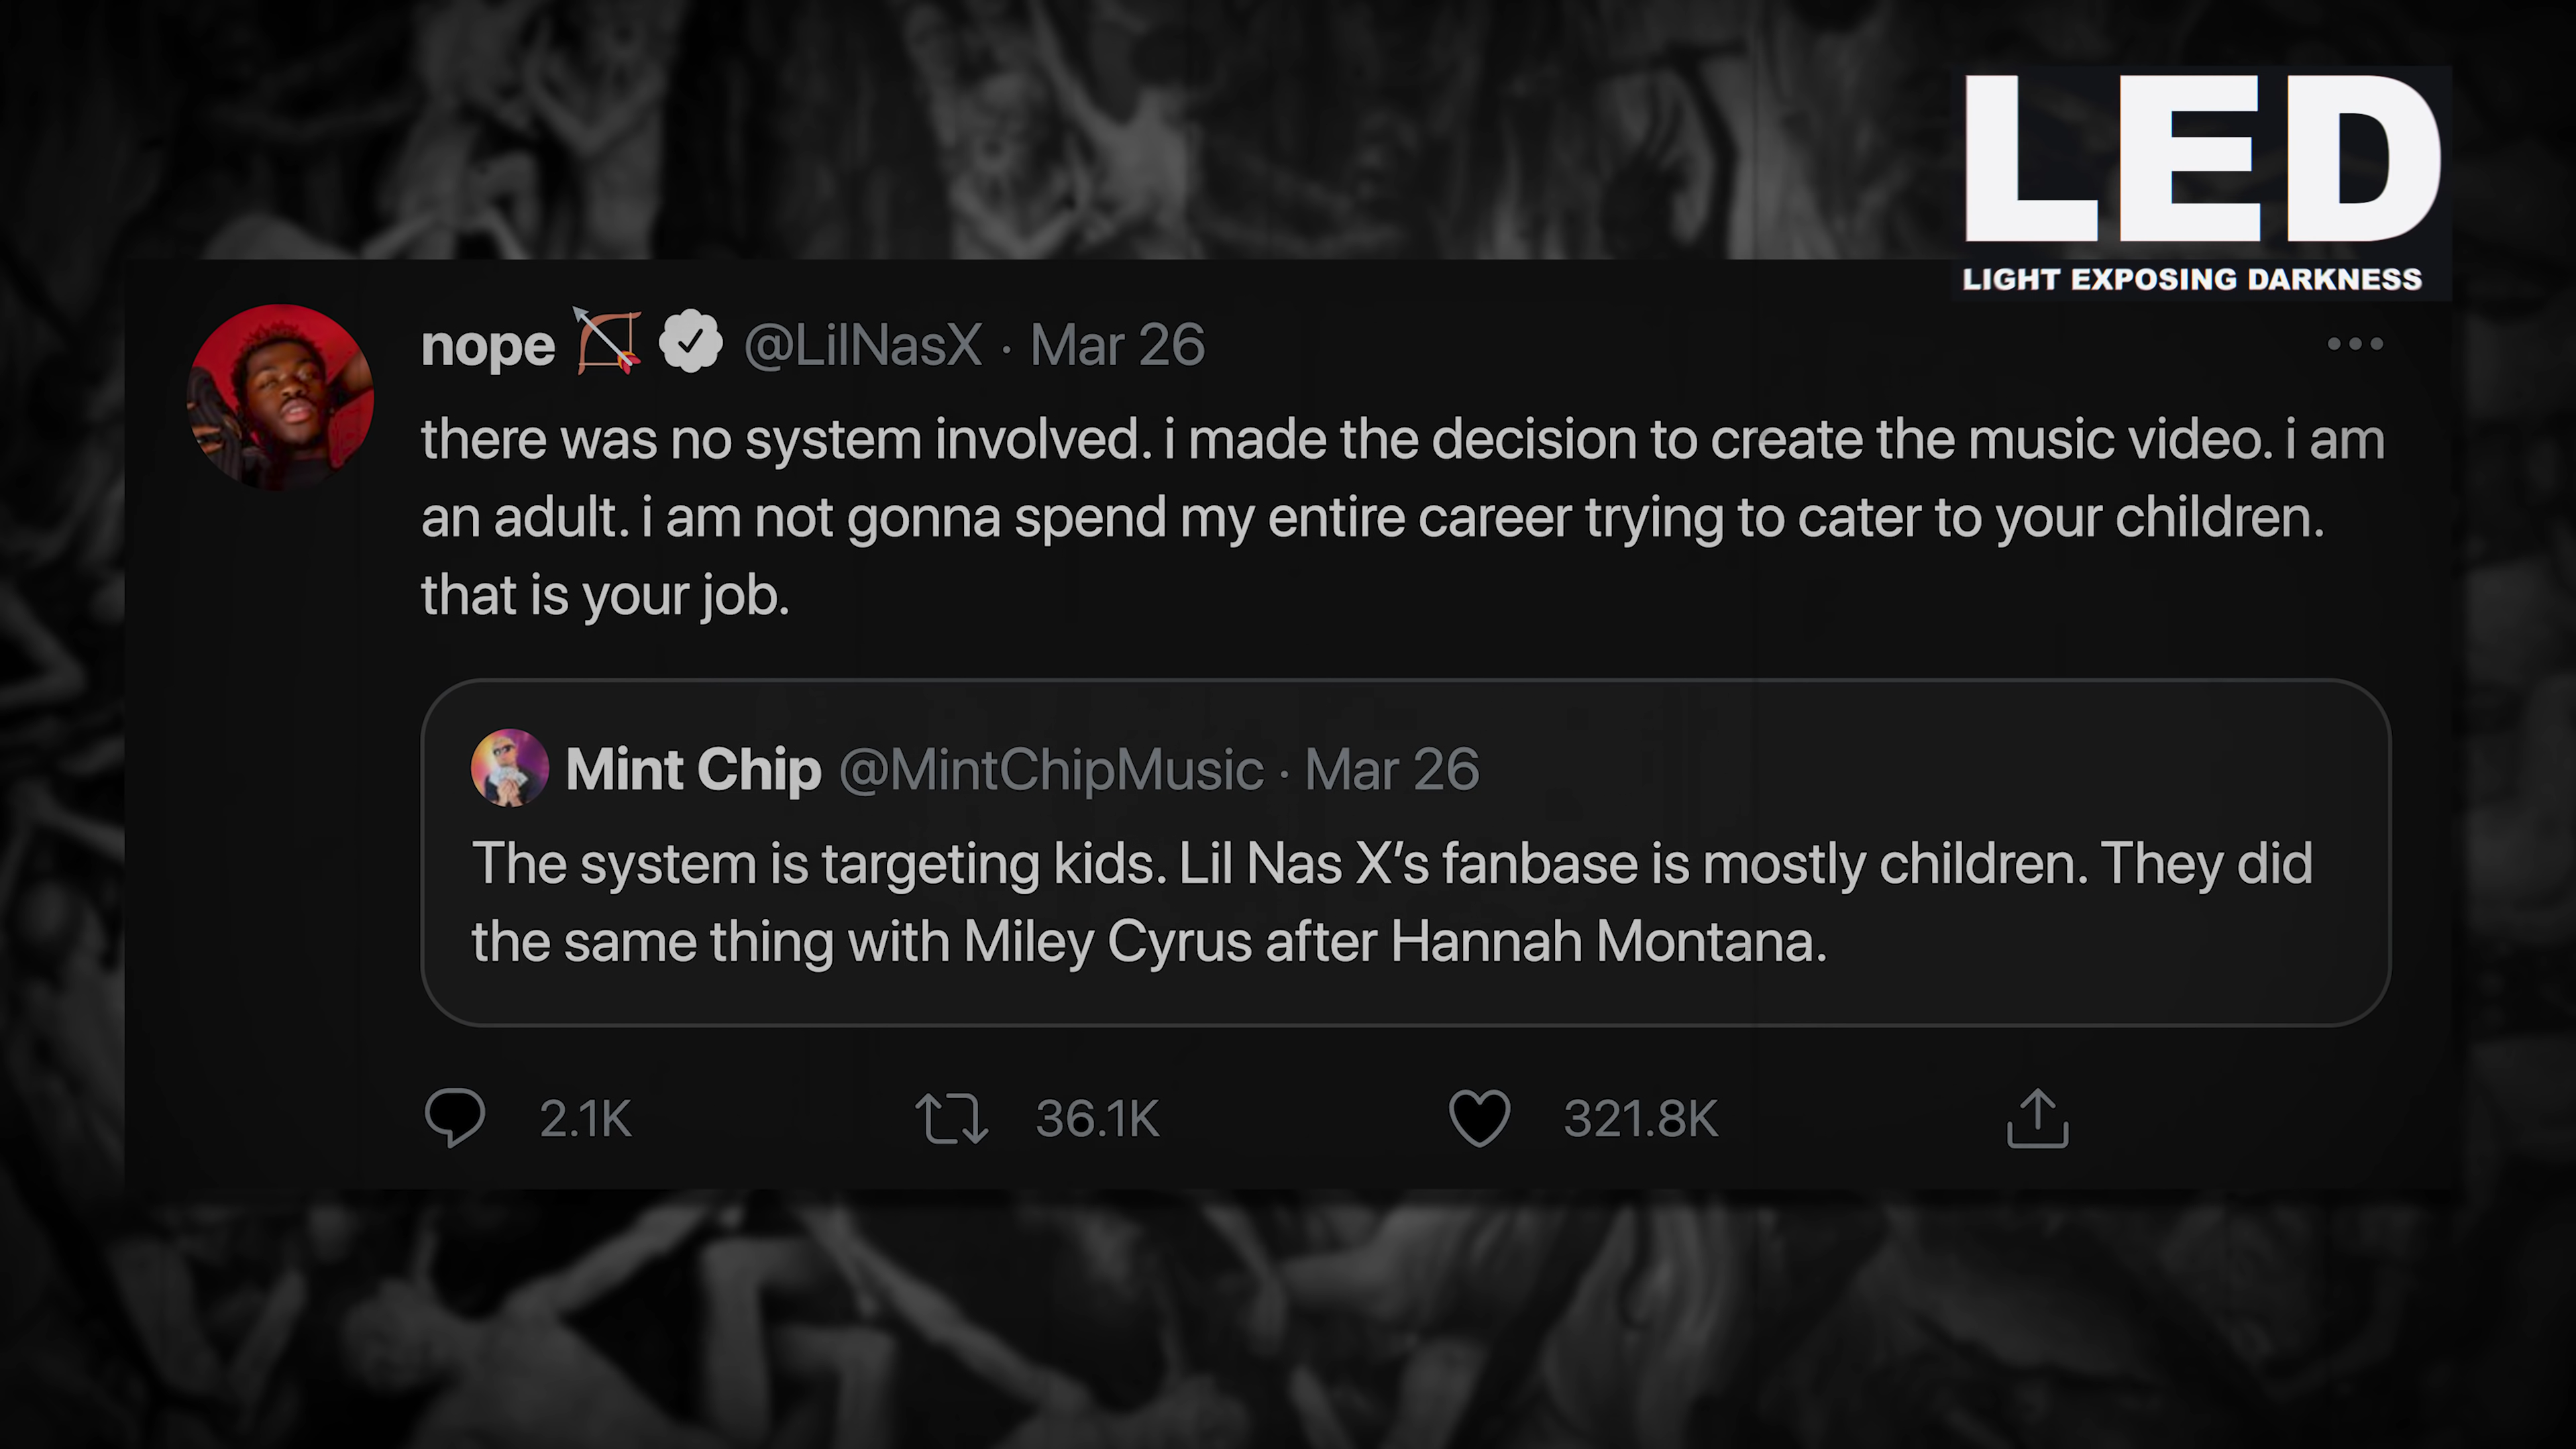 LED
LIGHT EXPOSING DARKNESS
nope @LilNasX · Mar 26
there was no system involved. i made the decision to create the music video. i am
an adult. i am not gonna spend my entire career trying to cater to your children.
that is your job.
Mint Chip @MintChipMusic · Mar 26
The system is targeting kids. Lil Nas X’s fanbase is mostly children. They did
the same thing with Miley Cyrus after Hannah Montana.
2.1K 36.1K 321.8K